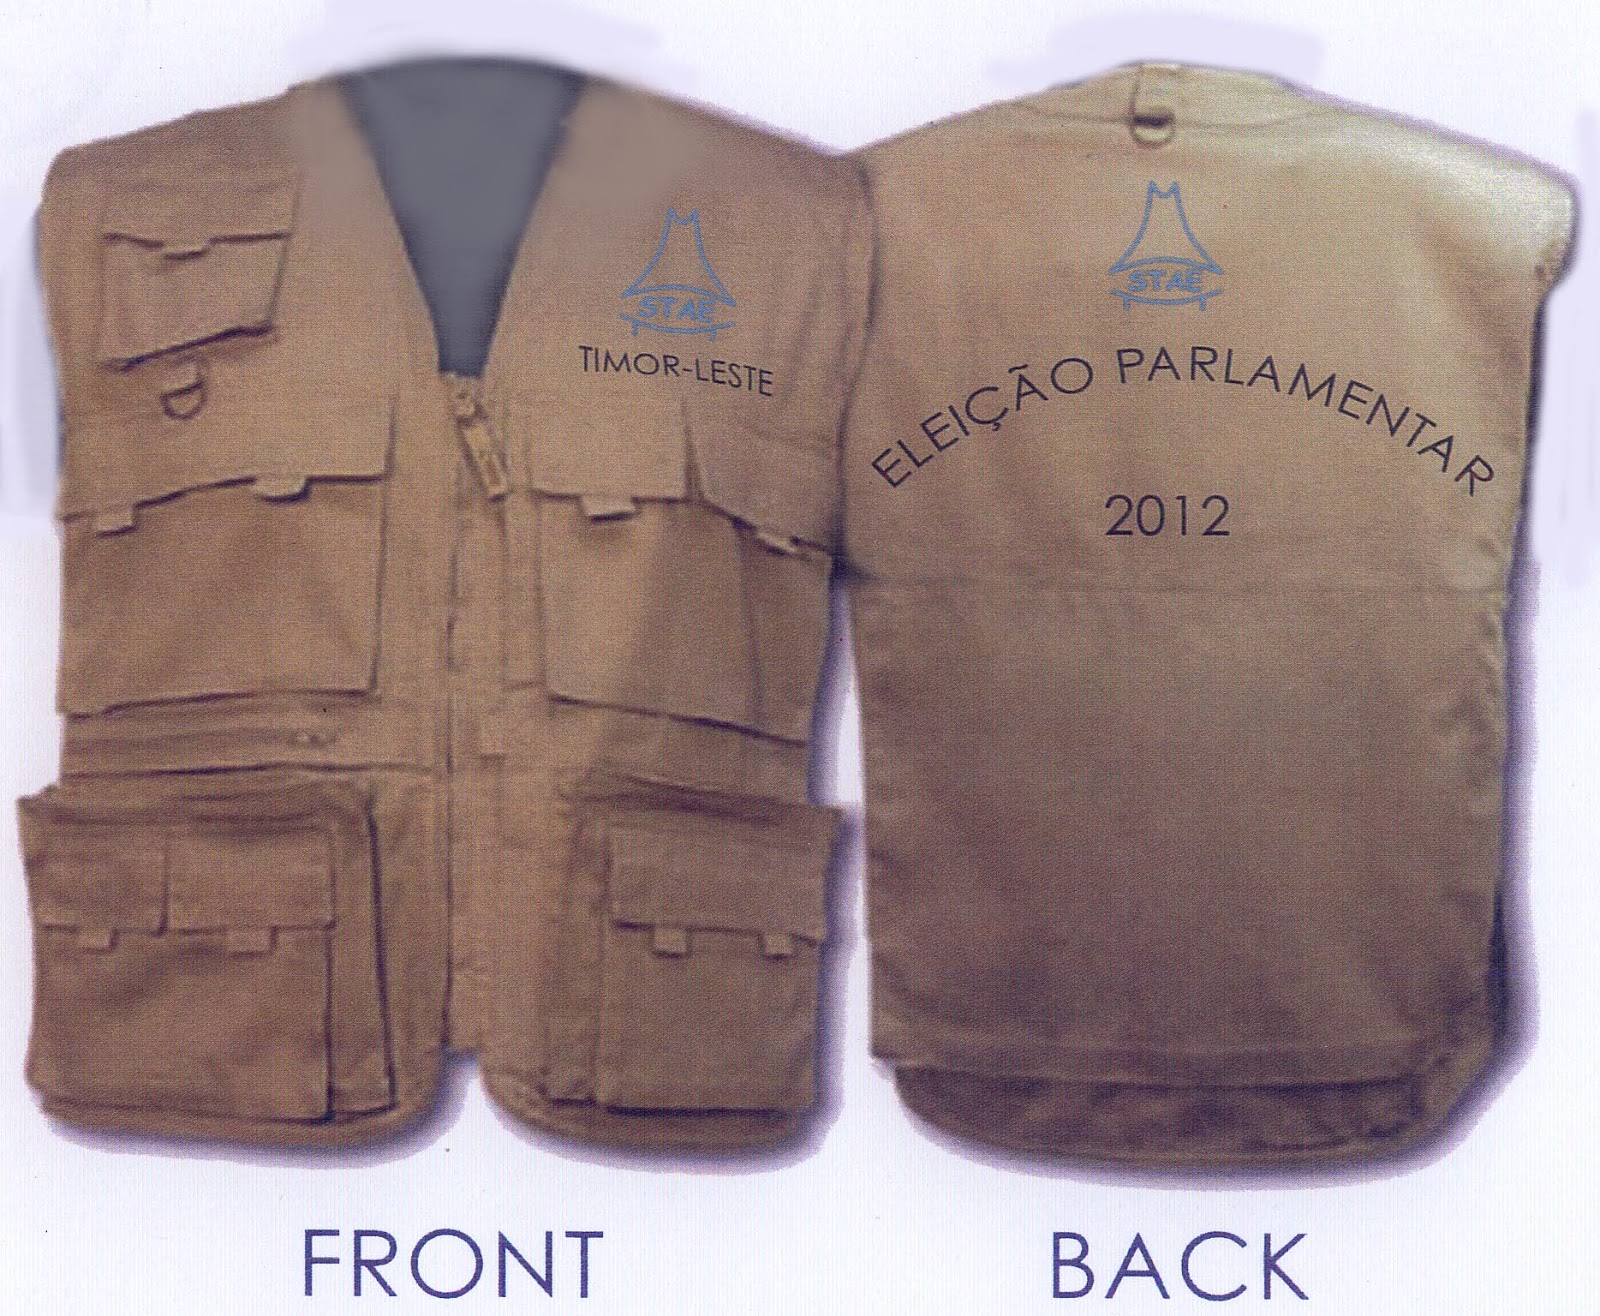 STAE
TIMOR-LESTE
STAE
ELEIÇÃO PARLAMENTAR
2012
FRONT
BACK